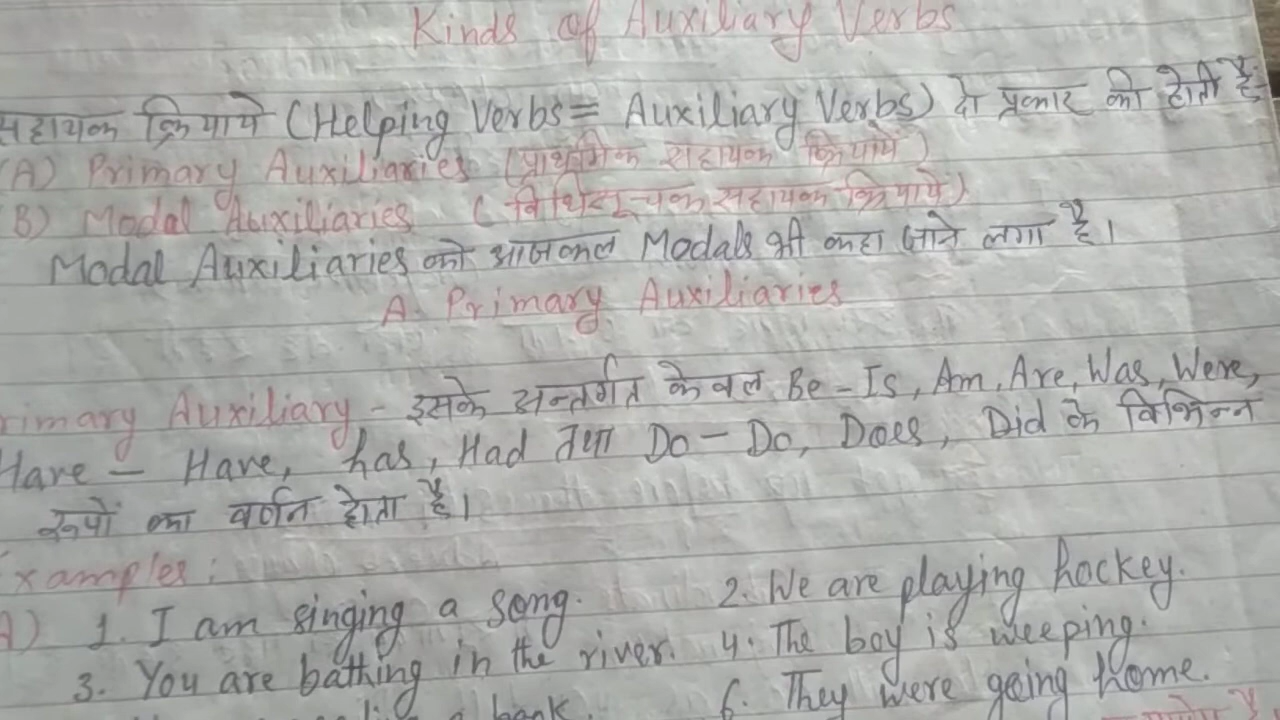 Kinds of Auxiliary Verbs
सहायक क्रियाये (Helping Verbs = Auxiliary Verbs) दो प्रकार की होती है
(A) Primary Auxiliaries (प्राथमिक सहायक क्रियाये)
B) Modal Auxiliaries (विधिसूचक सहायक क्रियाये)
Modal Auxiliaries को आजकल Modals भी कहा जाने लगा है।
A. Primary Auxiliaries
rimary Auxiliary - इसके अन्तर्गत केवल Be - Is, Am, Are, Was, Were,
Have - Have, has, Had तथा Do - Do, Does, Did के विभिन्न
रूपों का वर्णन होता है।
xamples:
A) 1. I am singing a song. 2. We are playing hockey.
3. You are bathing in the river. 4. The boy is weeping.
a book. 6. They were going home.